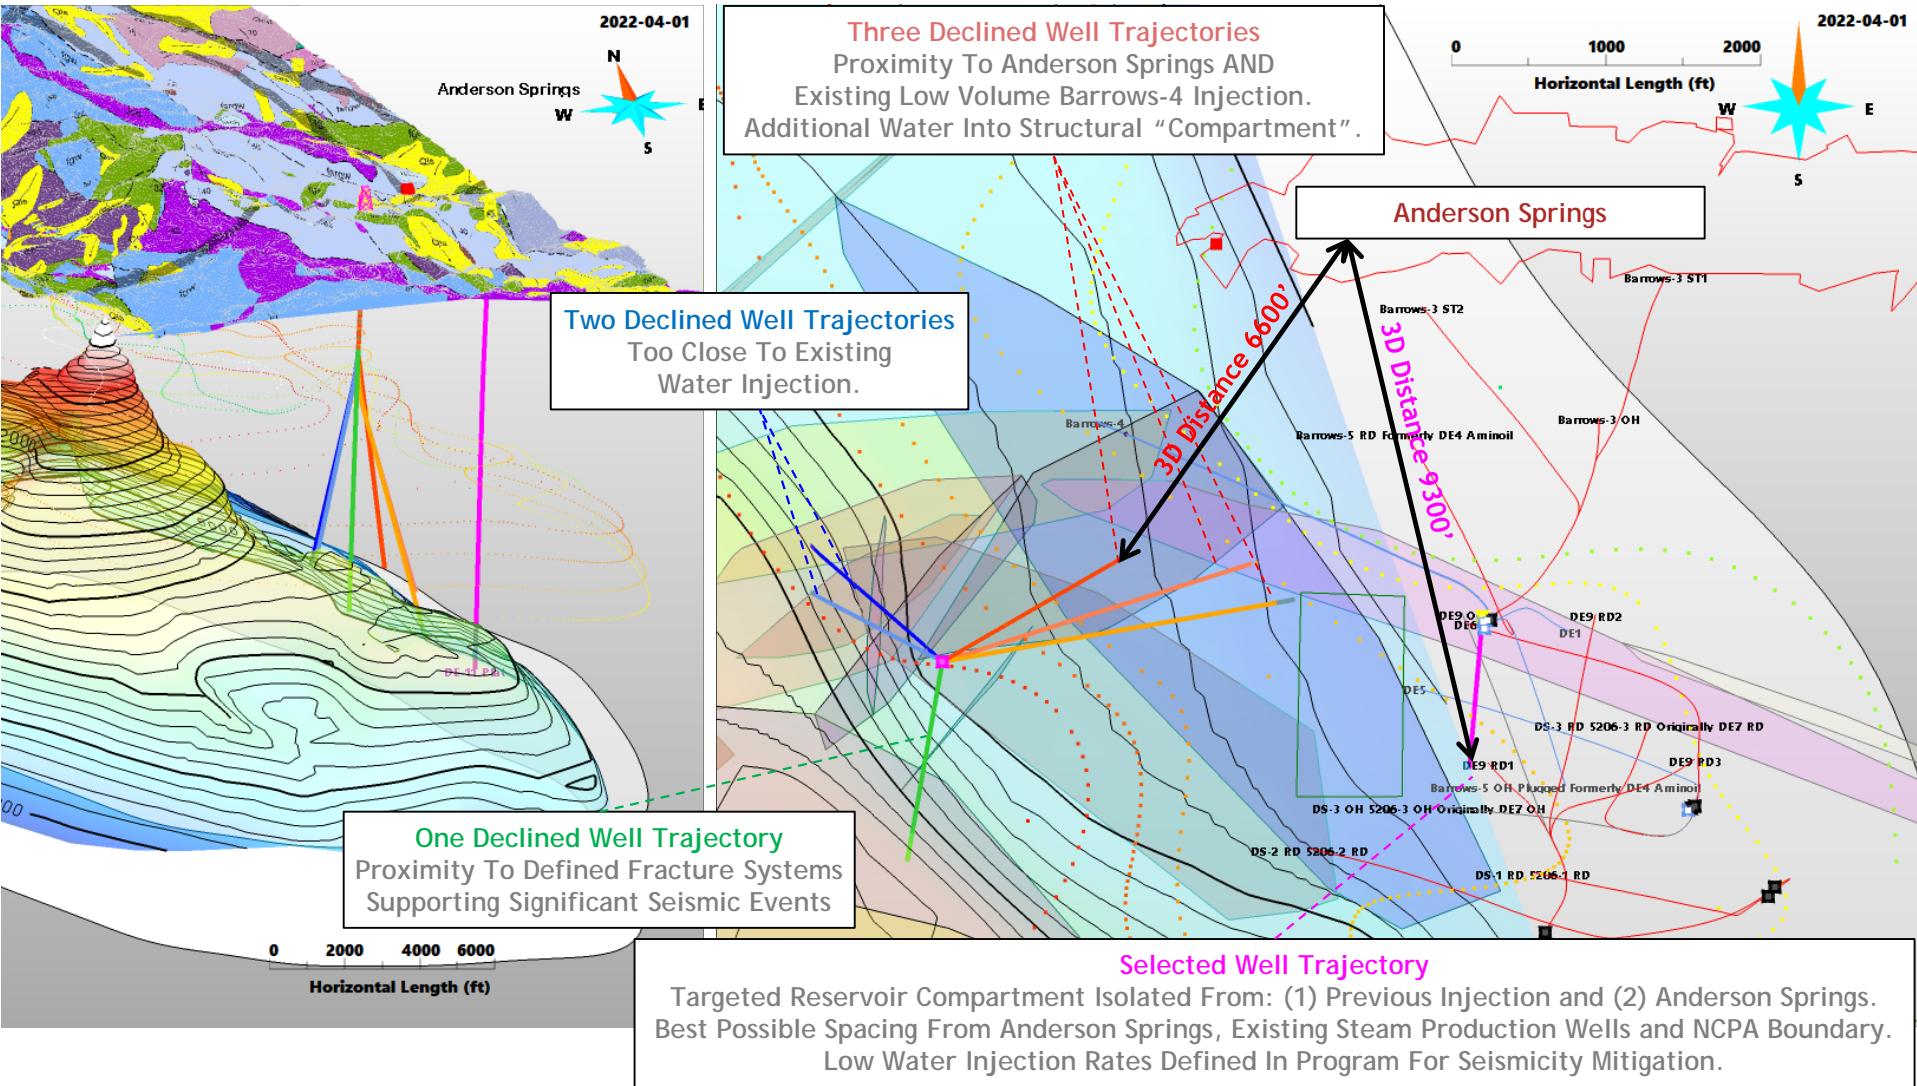 2022-04-01
N
Anderson Springs
W
E
S
Three Declined Well Trajectories
Proximity To Anderson Springs AND
Existing Low Volume Barrows-4 Injection.
Additional Water Into Structural “Compartment”.
2022-04-01
0 1000 2000
Horizontal Length (ft)
W
E
S
Anderson Springs
Barrows-3 ST1
Barrows-3 ST2
Two Declined Well Trajectories
Too Close To Existing
Water Injection.
3D Distance 6600’
3D Distance 9300’
Barrows-4
Barrows-3 OH
Barrows-5 RD Formerly DE4 Aminoil
DE9 O
DE6
DE9 RD2
DE1
DE5
DS-3 RD 5206-3 RD Originally DE7 RD
DE9 RD1
DE9 RD3
Barrows-5 OH Plugged Formerly DE4 Aminoil
DS-3 OH 5206-3 OH Originally DE7 OH
DS-2 RD 5206-2 RD
DS-1 RD 5206-1 RD
One Declined Well Trajectory
Proximity To Defined Fracture Systems
Supporting Significant Seismic Events
0 2000 4000 6000
Horizontal Length (ft)
Selected Well Trajectory
Targeted Reservoir Compartment Isolated From: (1) Previous Injection and (2) Anderson Springs.
Best Possible Spacing From Anderson Springs, Existing Steam Production Wells and NCPA Boundary.
Low Water Injection Rates Defined In Program For Seismicity Mitigation.